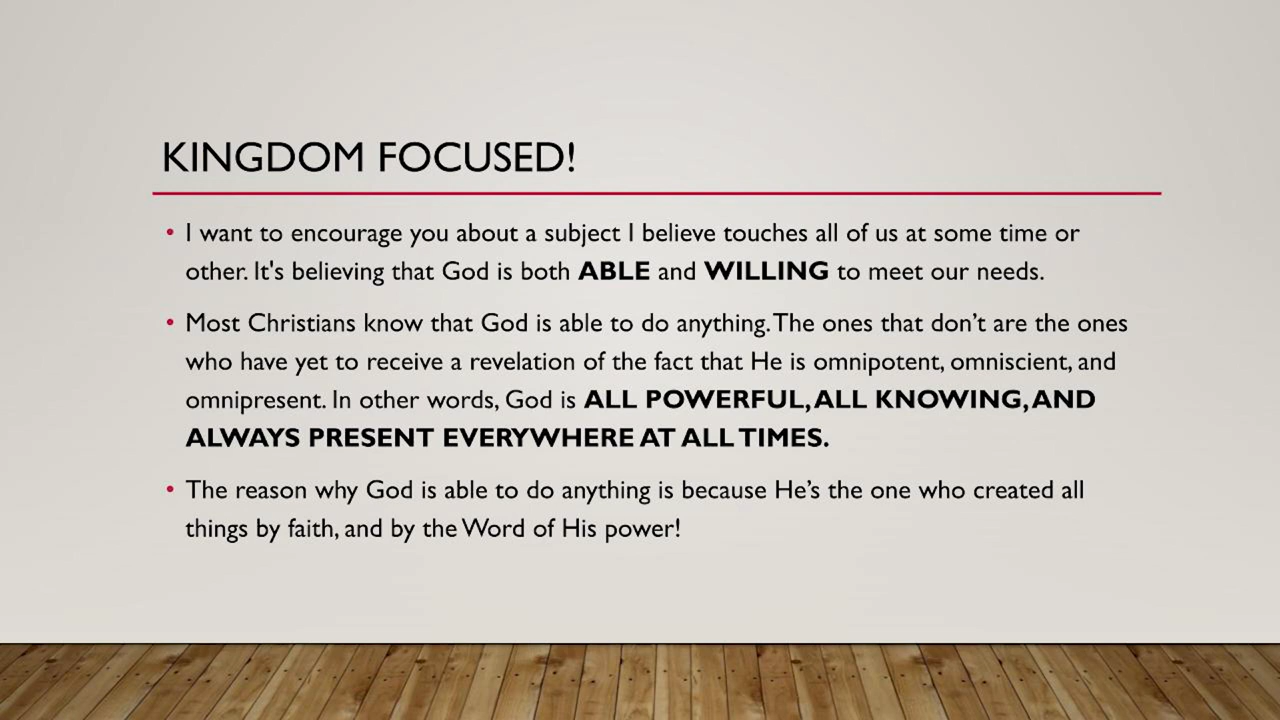 KINGDOM FOCUSED!
• I want to encourage you about a subject I believe touches all of us at some time or
other. It's believing that God is both ABLE and WILLING to meet our needs.
• Most Christians know that God is able to do anything. The ones that don’t are the ones
who have yet to receive a revelation of the fact that He is omnipotent, omniscient, and
omnipresent. In other words, God is ALL POWERFUL, ALL KNOWING, AND
ALWAYS PRESENT EVERYWHERE AT ALL TIMES.
• The reason why God is able to do anything is because He’s the one who created all
things by faith, and by the Word of His power!